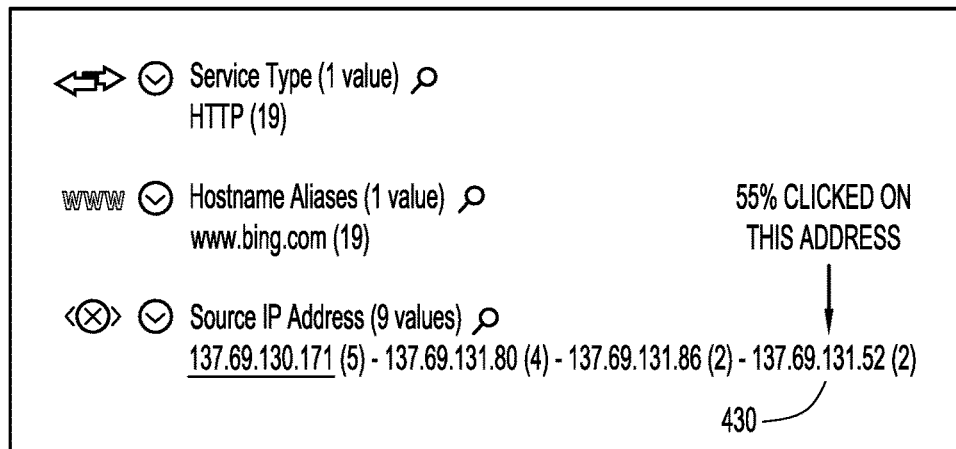 Service Type (1 value)
HTTP (19)
www Hostname Aliases (1 value)
www.bing.com (19)
55% CLICKED ON
THIS ADDRESS
Source IP Address (9 values)
137.69.130.171 (5) - 137.69.131.80 (4) - 137.69.131.86 (2) - 137.69.131.52 (2)
430